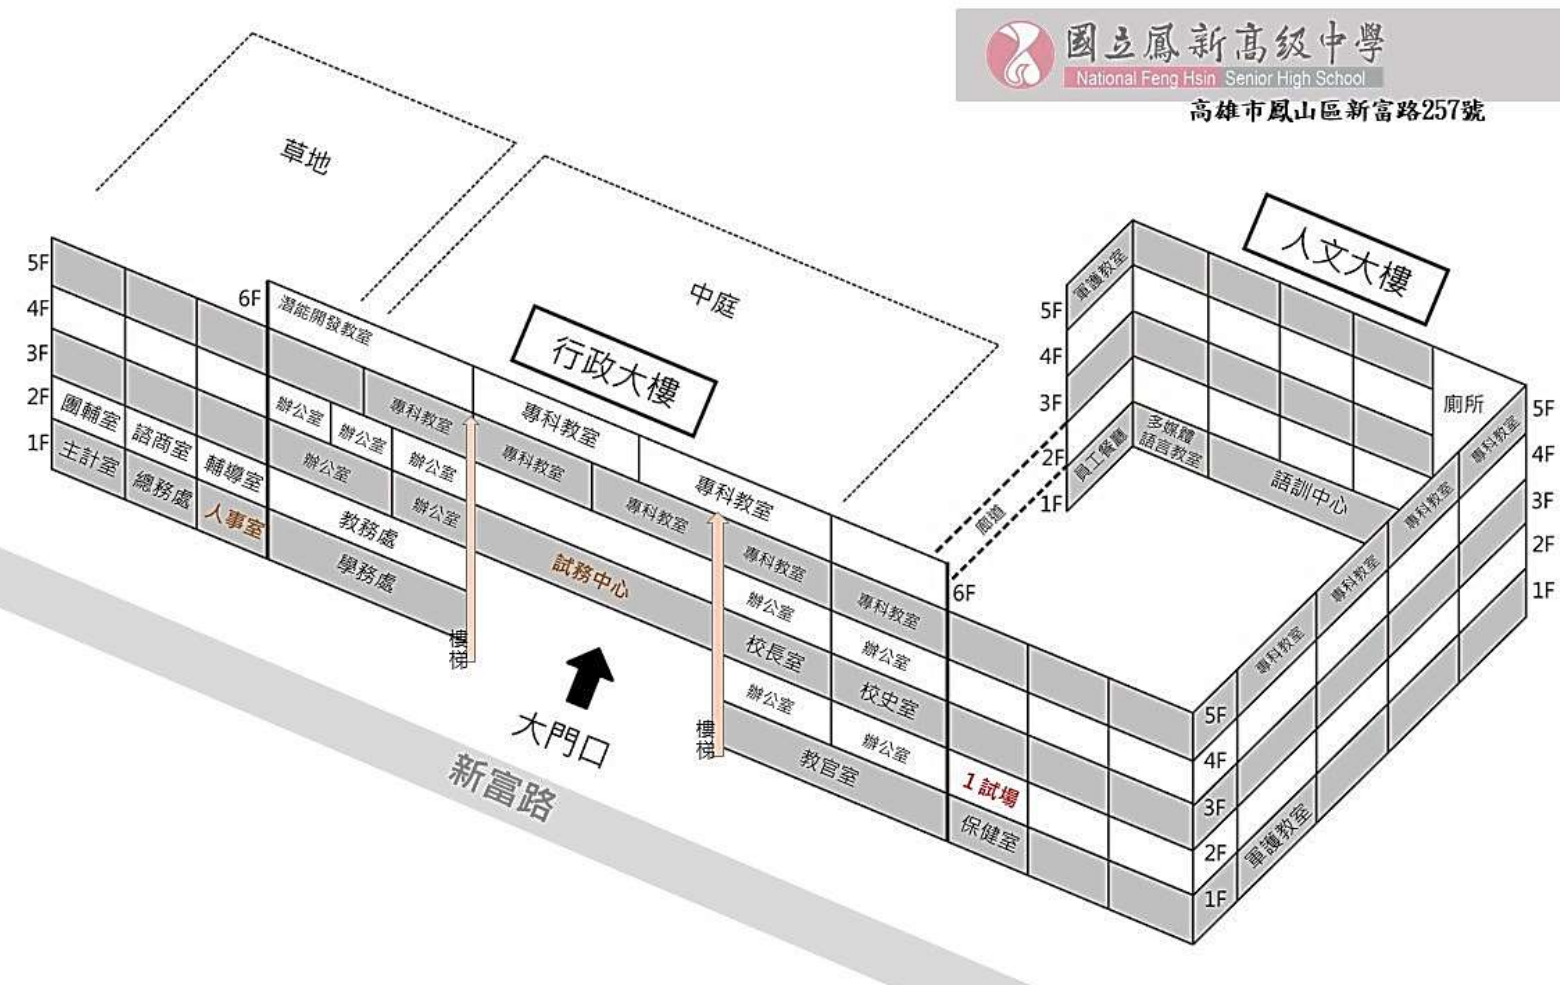 國立鳳新高級中學
National Feng Hsin Senior High School
高雄市鳳山區新富路257號
草地
中庭
行政大樓
人文大樓
5F
4F
3F
2F
1F
團輔室
諮商室
輔導室
主計室
總務處
人事室
6F
潛能開發教室
專科教室
專科教室
專科教室
專科教室
專科教室
專科教室
專科教室
辦公室
辦公室
辦公室
辦公室
辦公室
教務處
學務處
試務中心
樓梯
樓梯
辦公室
辦公室
校長室
校史室
辦公室
辦公室
教官室
6F
1試場
保健室
大門口
新富路
廊道
軍護教室
5F
4F
3F
2F
1F
員工餐廳
多媒體
語言教室
語訓中心
廁所
專科教室
專科教室
專科教室
專科教室
5F
4F
3F
2F
1F
5F
4F
3F
2F
1F
軍護教室